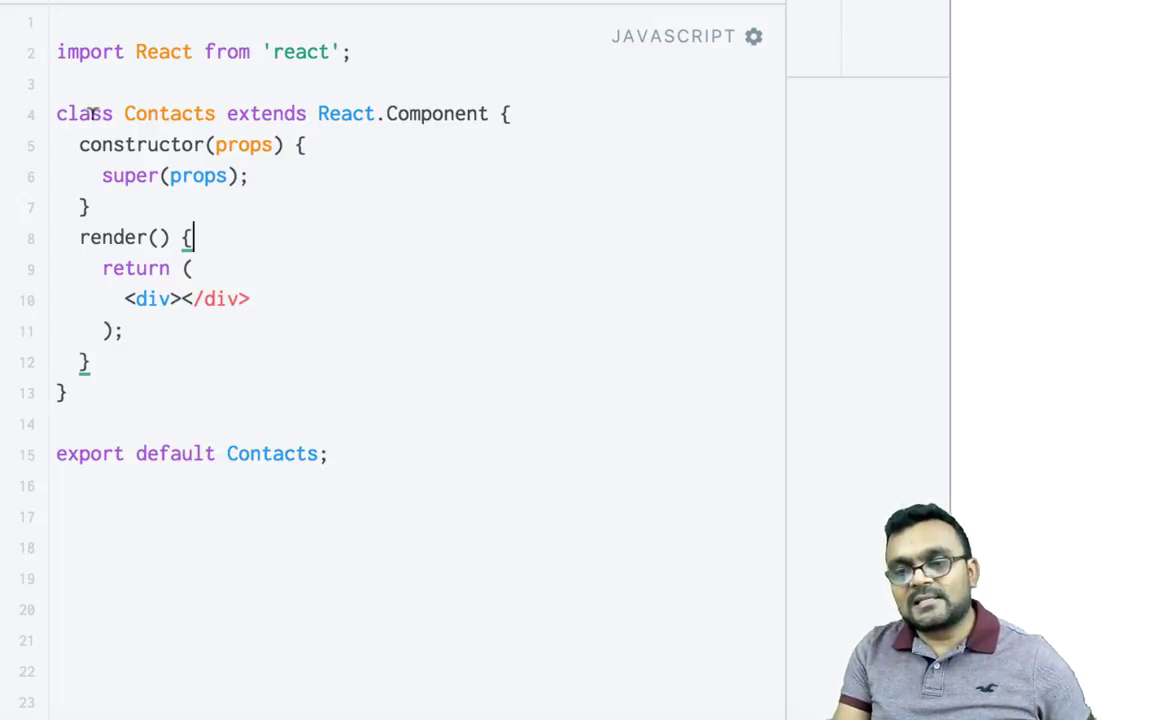 JAVASCRIPT
1
2 import React from 'react';
3
4 class Contacts extends React.Component {
5 constructor(props) {
6 super(props);
7 }
8 render() {
9 return (
10 <div></div>
11 );
12 }
13 }
14
15 export default Contacts;
16
17
18
19
20
21
22
23